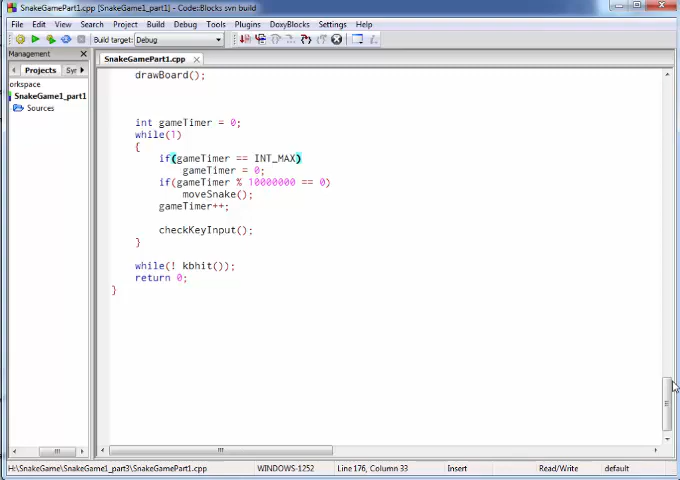 SnakeGamePart1.cpp [SnakeGame1_part1] - Code::Blocks svn build
File Edit View Search Project Build Debug Tools Plugins DoxyBlocks Settings Help
Build target: Debug
Management
Projects Sy
SnakeGamePart1.cpp
orkspace
SnakeGame1_part1
Sources
drawBoard();
int gameTimer = 0;
while(1)
{
if(gameTimer == INT_MAX)
gameTimer = 0;
if(gameTimer % 10000000 == 0)
moveSnake();
gameTimer++;
checkKeyInput();
}
while(! kbhit());
return 0;
}
H:\SnakeGame\SnakeGame1_part3\SnakeGamePart1.cpp WINDOWS-1252 Line 176, Column 33 Insert Read/Write default